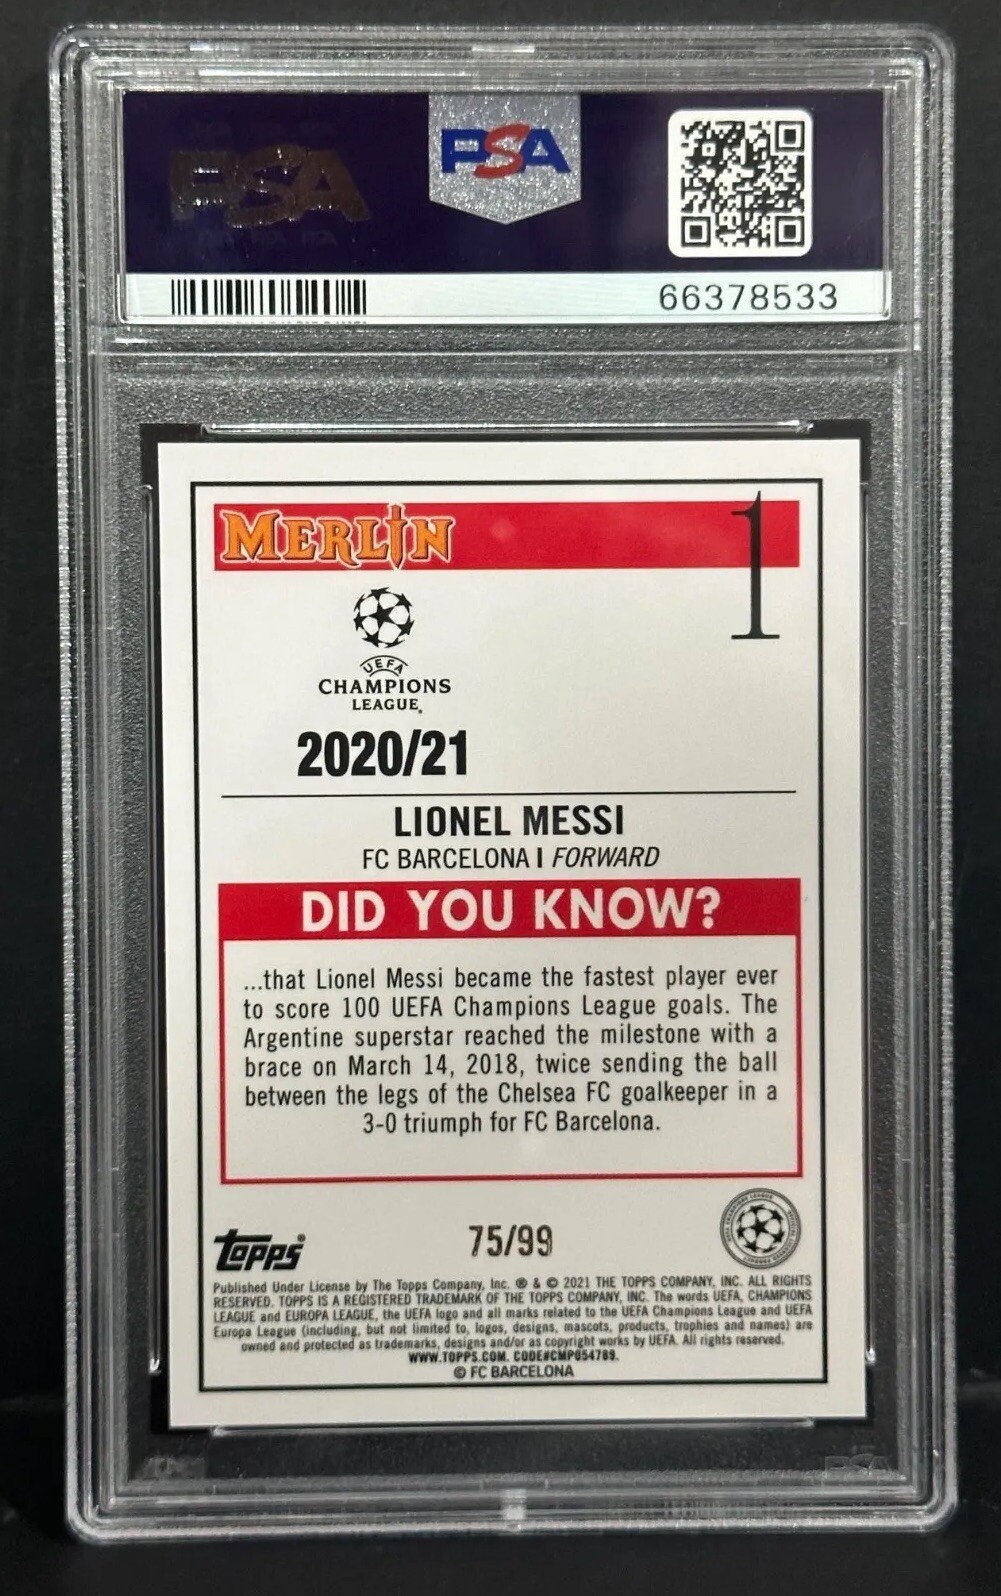 PSA
PSA
66378533
MERLIN
1
UEFA
CHAMPIONS
LEAGUE®
2020/21
LIONEL MESSI
FC BARCELONA | FORWARD
DID YOU KNOW?
...that Lionel Messi became the fastest player ever
to score 100 UEFA Champions League goals. The
Argentine superstar reached the milestone with a
brace on March 14, 2018, twice sending the ball
between the legs of the Chelsea FC goalkeeper in a
3-0 triumph for FC Barcelona.
topps®
75/99
Published Under License by The Topps Company, Inc. ® & © 2021 THE TOPPS COMPANY, INC. ALL RIGHTS
RESERVED. TOPPS IS A REGISTERED TRADEMARK OF THE TOPPS COMPANY, INC. The words UEFA, CHAMPIONS
LEAGUE and EUROPA LEAGUE, the UEFA logo and all marks related to the UEFA Champions League and UEFA
Europa League (including, but not limited to, logos, designs, mascots, products, trophies and names) are
owned and protected as trademarks, designs and/or as copyright works by UEFA. All rights reserved.
WWW.TOPPS.COM. CODE#CMP054789.
© FC BARCELONA
PSA